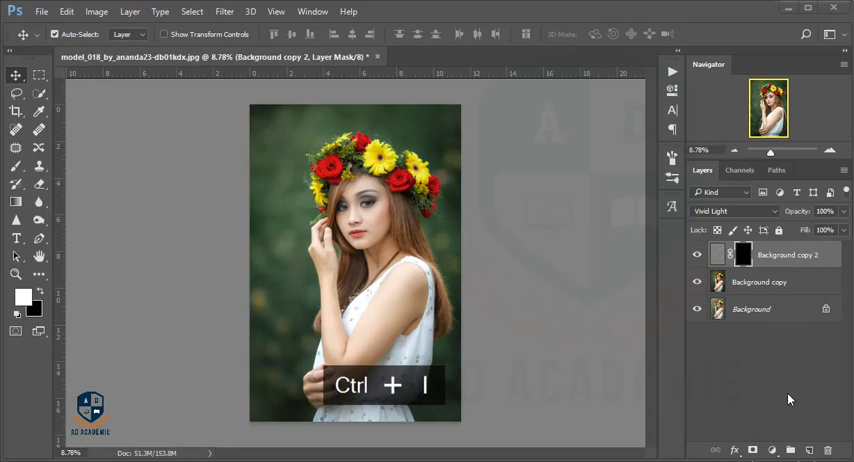 Ps File Edit Image Layer Type Select Filter 3D View Window Help
Auto-Select: Layer Show Transform Controls 3D Mode:
model_018_by_ananda23-db01kdx.jpg @ 8.78% (Background copy 2, Layer Mask/8) * ×
Navigator
8.78%
Layers Channels Paths
Kind
Vivid Light Opacity: 100%
Lock: Fill: 100%
Background copy 2
Background copy
Background
Ctrl + I
AD ACADEMIE
AD ACADEMIE
8.78% Doc: 51.3M/153.8M